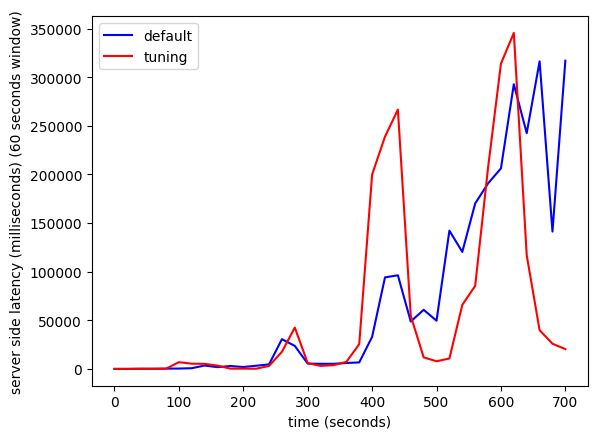 default
tuning
350000
300000
250000
200000
150000
100000
50000
0
server side latency (milliseconds) (60 seconds window)
0 100 200 300 400 500 600 700
time (seconds)